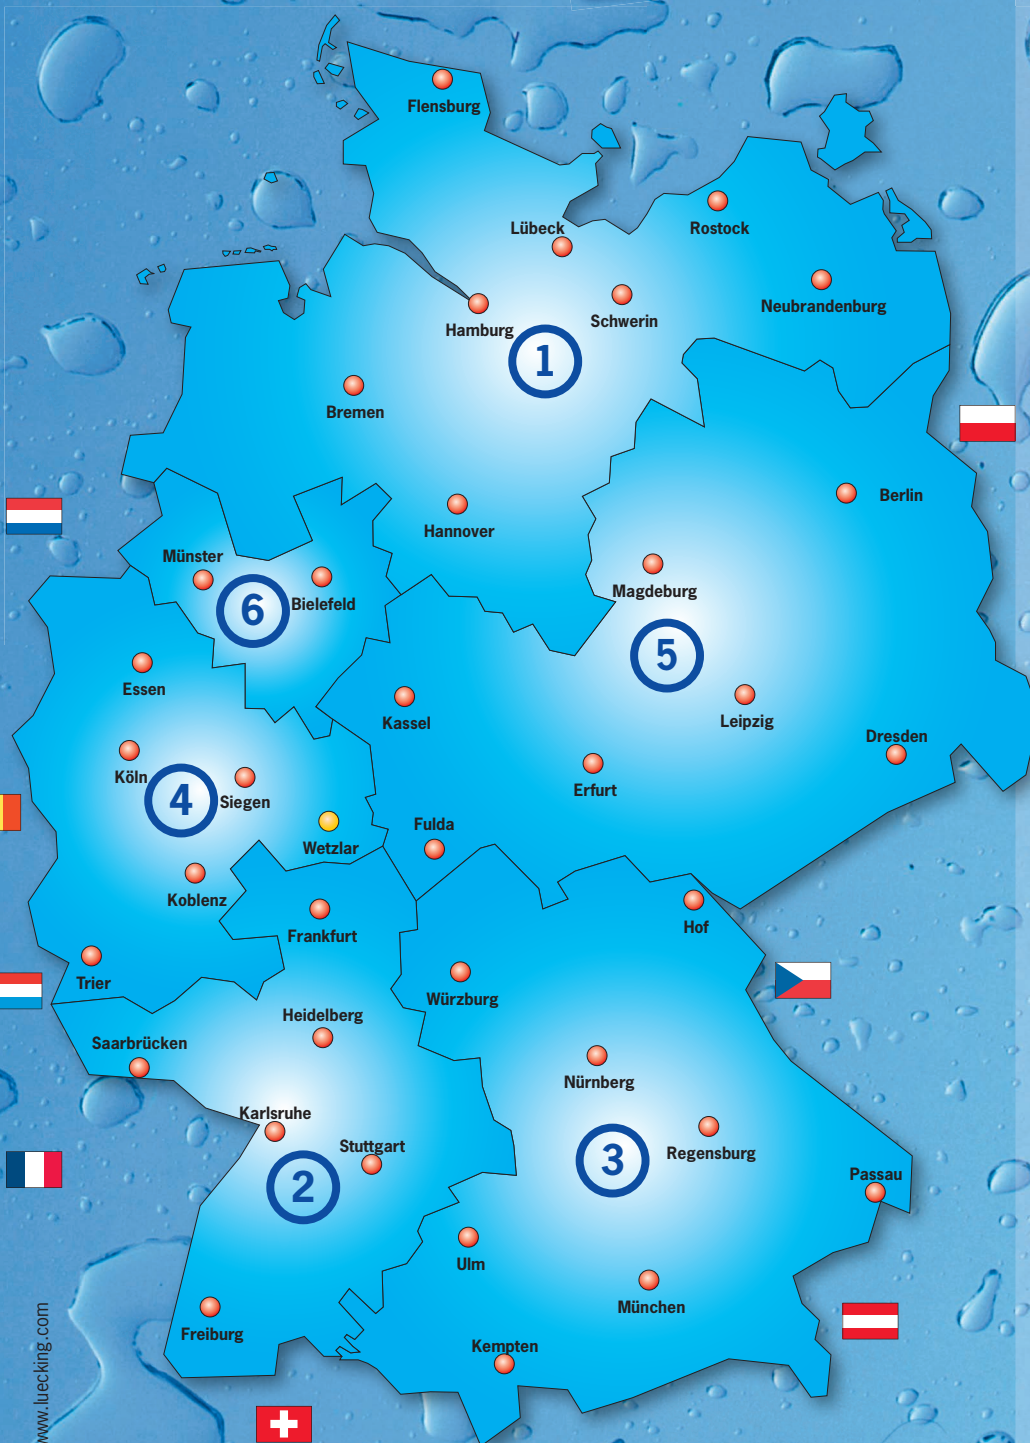 Flensburg
Lübeck
Rostock
Hamburg
Schwerin
Neubrandenburg
1
Bremen
Hannover
Berlin
Münster
Bielefeld
6
Magdeburg
5
Essen
Kassel
Leipzig
Dresden
Köln
4
Siegen
Erfurt
Fulda
Wetzlar
Koblenz
Frankfurt
Hof
Trier
Würzburg
Heidelberg
Saarbrücken
Nürnberg
Karlsruhe
Stuttgart
Regensburg
2
3
Passau
Ulm
München
Freiburg
Kempten
www.luecking.com